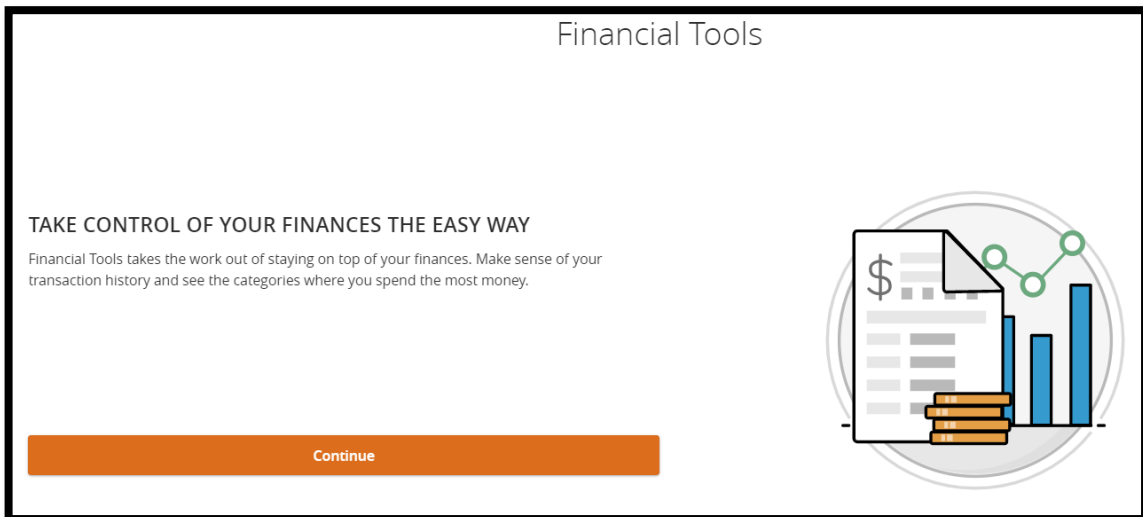 Financial Tools
TAKE CONTROL OF YOUR FINANCES THE EASY WAY
Financial Tools takes the work out of staying on top of your finances. Make sense of your
transaction history and see the categories where you spend the most money.
$
Continue